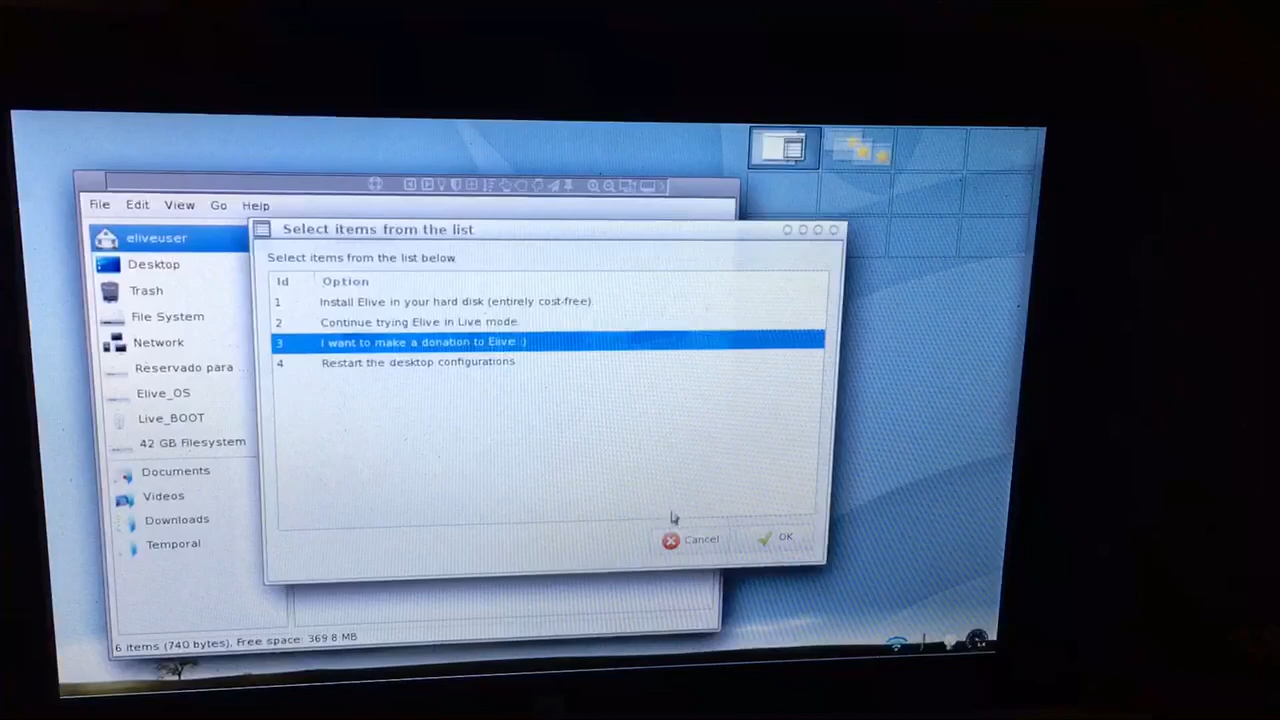 File Edit View Go Help
eliveuser
Desktop
Trash
File System
Network
Reservado para ...
Elive_OS
Live_BOOT
42 GB Filesystem
Documents
Videos
Downloads
Temporal
6 items (740 bytes), Free space: 369.8 MB
Select items from the list
Select items from the list below.
Id Option
1 Install Elive in your hard disk (entirely cost-free)
2 Continue trying Elive in Live mode
3 I want to make a donation to Elive :)
4 Restart the desktop configurations
Cancel OK